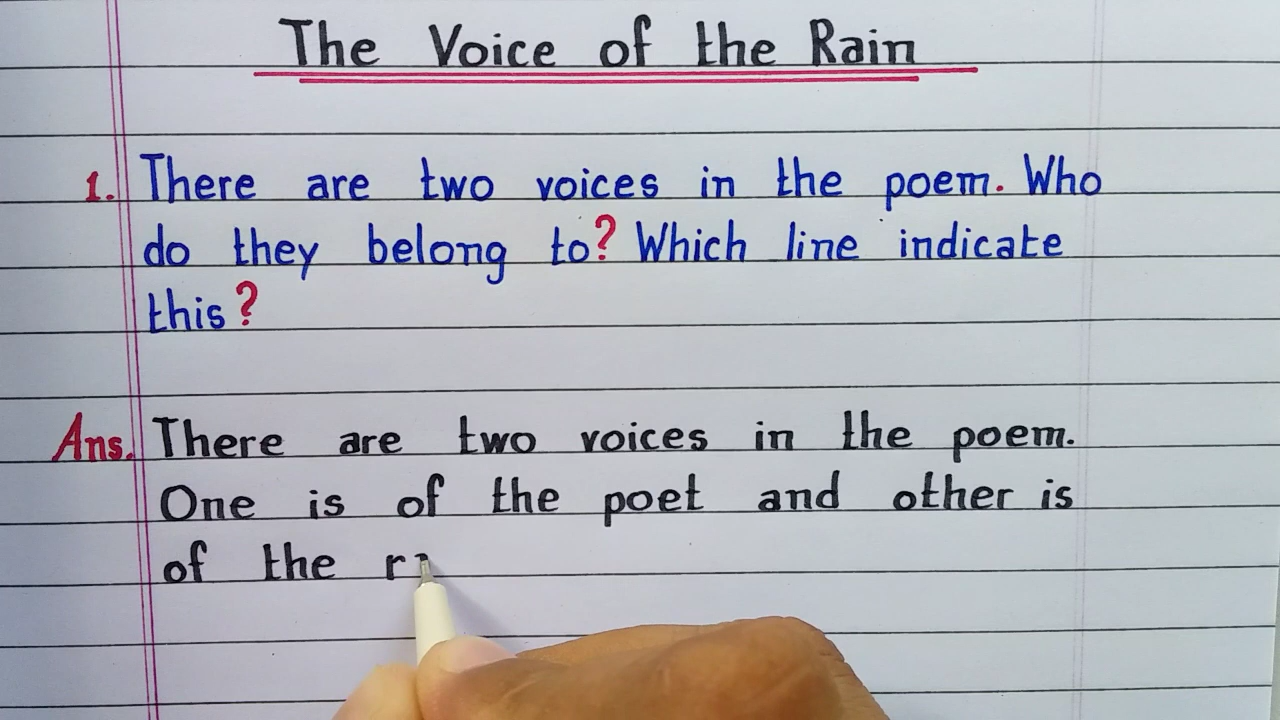 The Voice of the Rain
1. There are two voices in the poem. Who
do they belong to? Which line indicate
this?
Ans. There are two voices in the poem.
One is of the poet and other is
of the r